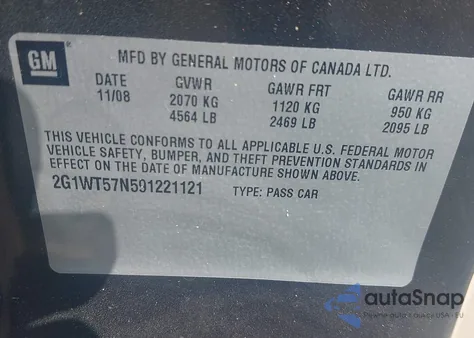 GM
MFD BY GENERAL MOTORS OF CANADA LTD.
DATE GVWR GAWR FRT GAWR RR
11/08 2070 KG 1120 KG 950 KG
4564 LB 2469 LB 2095 LB
THIS VEHICLE CONFORMS TO ALL APPLICABLE U.S. FEDERAL MOTOR
VEHICLE SAFETY, BUMPER, AND THEFT PREVENTION STANDARDS IN
EFFECT ON THE DATE OF MANUFACTURE SHOWN ABOVE.
2G1WT57N591221121 TYPE: PASS CAR
autaSnap